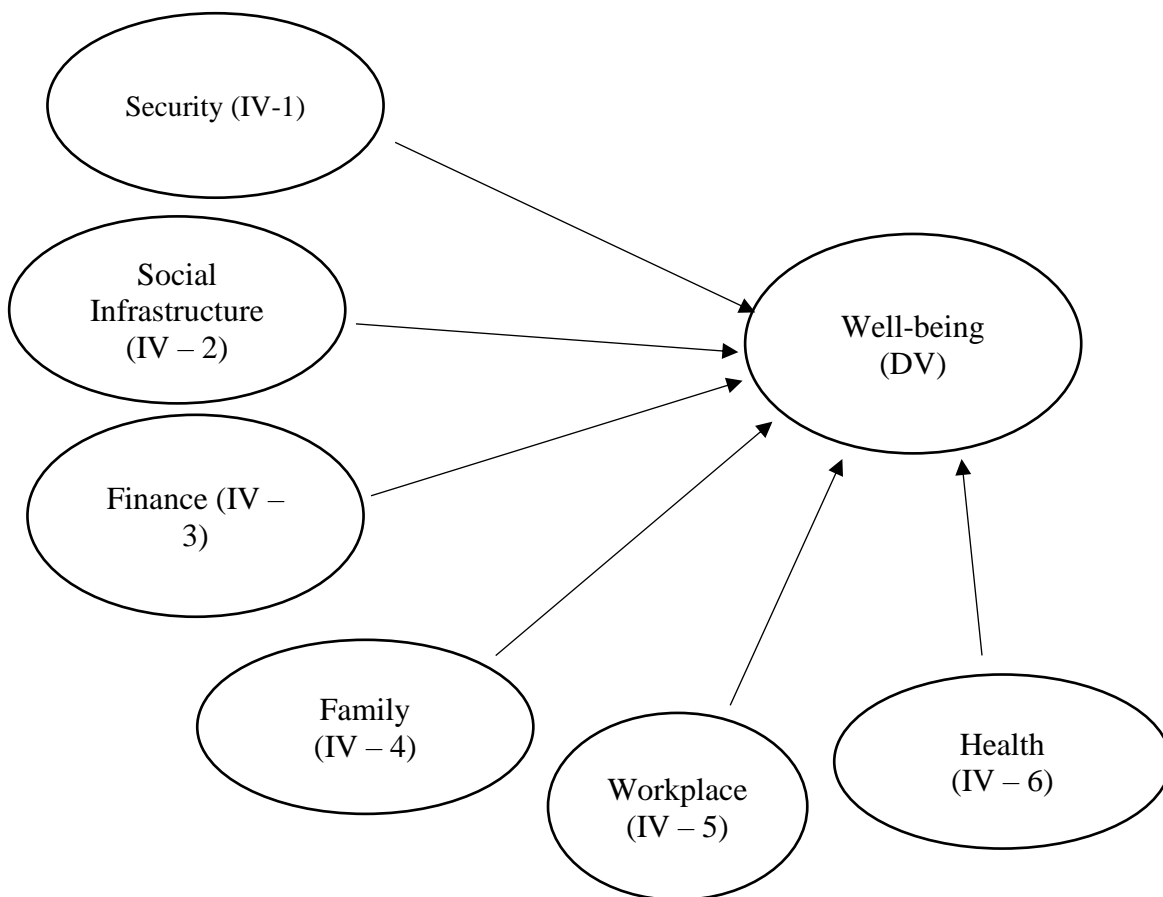 Security (IV-1)
Social
Infrastructure
(IV – 2)
Well-being
(DV)
Finance (IV –
3)
Family
(IV – 4)
Workplace
(IV – 5)
Health
(IV – 6)